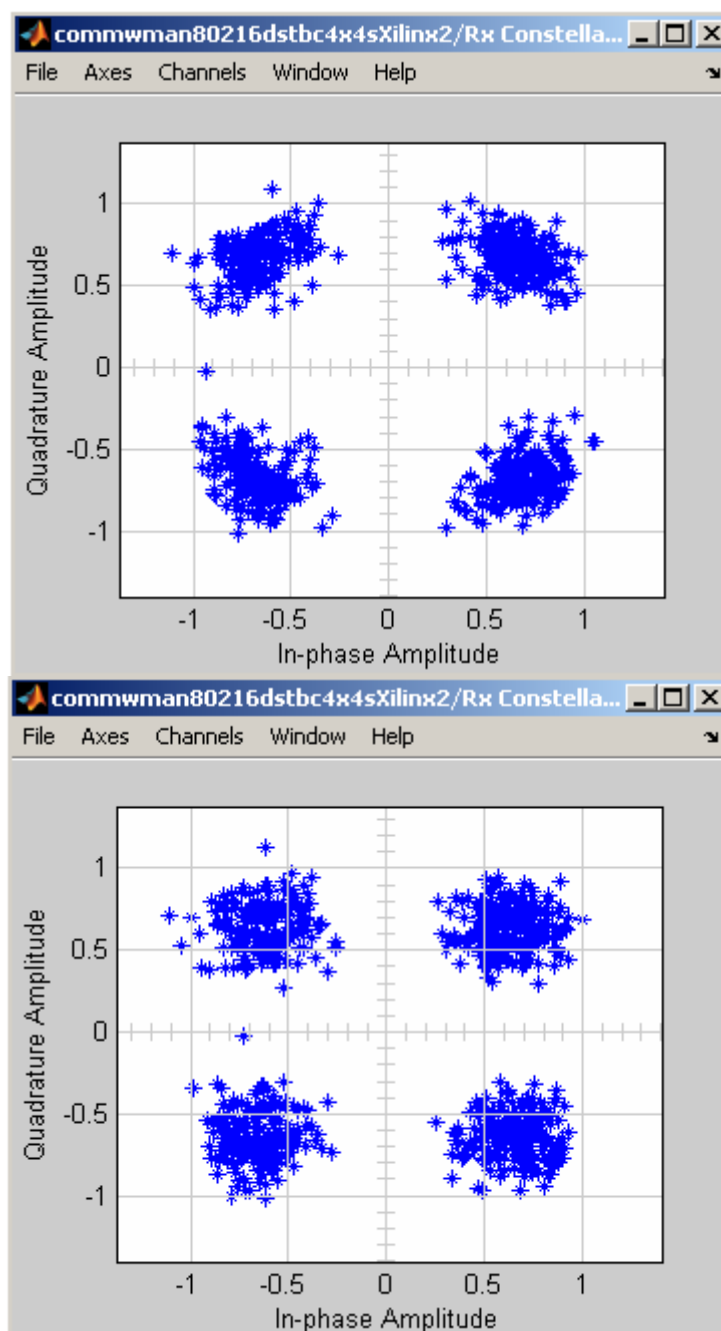 commwman80216dstbc4x4sXilinx2/Rx Constella...
File Axes Channels Window Help
1
0.5
0
-0.5
-1
Quadrature Amplitude
-1 -0.5 0 0.5 1
In-phase Amplitude
commwman80216dstbc4x4sXilinx2/Rx Constella...
File Axes Channels Window Help
1
0.5
0
-0.5
-1
Quadrature Amplitude
-1 -0.5 0 0.5 1
In-phase Amplitude